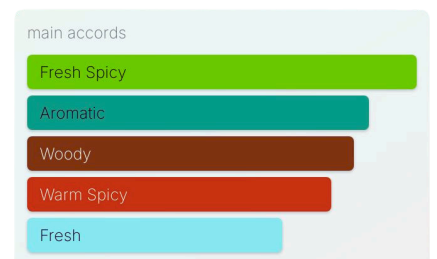 main accords
Fresh Spicy
Aromatic
Woody
Warm Spicy
Fresh